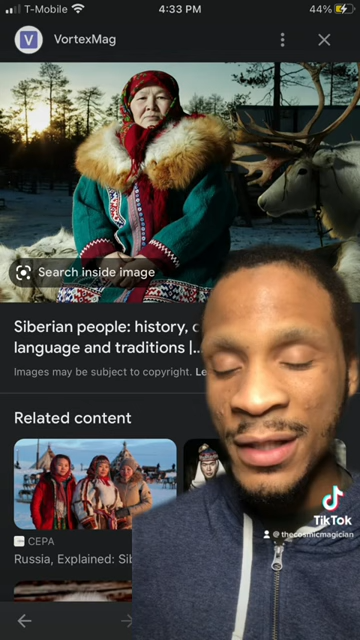 T-Mobile 4:33 PM 44%
V VortexMag
Search inside image
Siberian people: history, c
language and traditions |...
Images may be subject to copyright. Le
Related content
CEPA
Russia, Explained: Sib
TikTok
@thecosmicmagician